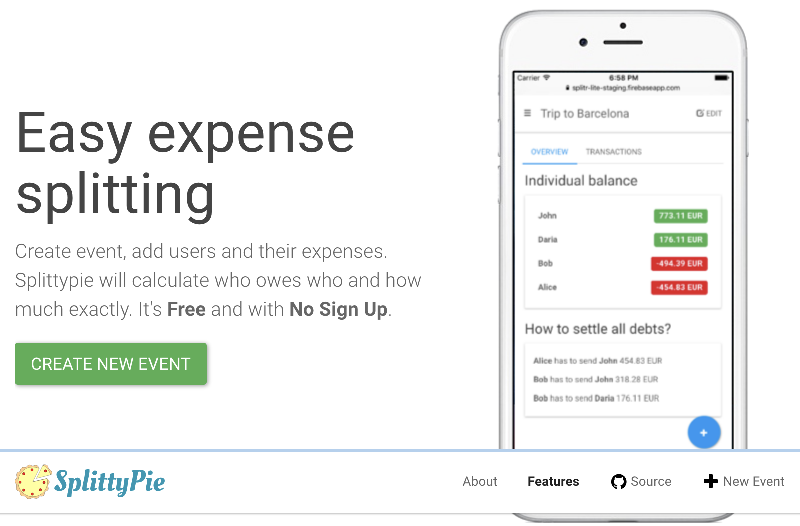 Easy expense
splitting
Create event, add users and their expenses.
Splittypie will calculate who owes who and how
much exactly. It's Free and with No Sign Up.
CREATE NEW EVENT
Carrier 6:58 PM
splitr-lite-staging.firebaseapp.com
≡ Trip to Barcelona EDIT
OVERVIEW TRANSACTIONS
Individual balance
John 773.11 EUR
Daria 176.11 EUR
Bob -494.39 EUR
Alice -454.83 EUR
How to settle all debts?
Alice has to send John 454.83 EUR
Bob has to send John 318.28 EUR
Bob has to send Daria 176.11 EUR
+
SplittyPie About Features Source New Event